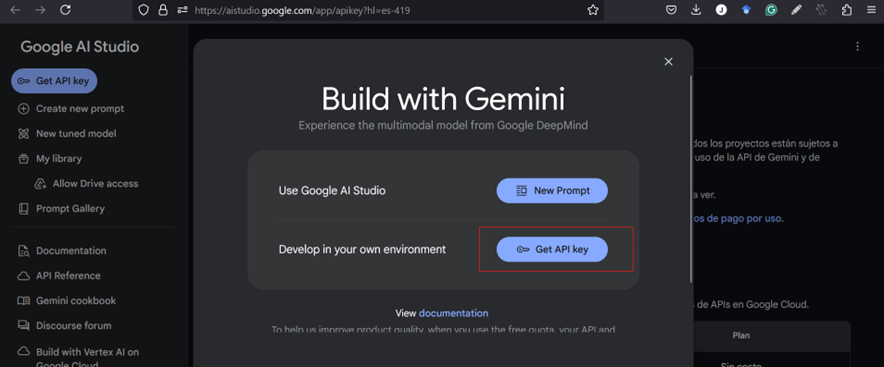 https://aistudio.google.com/app/apikey?hl=es-419
Google AI Studio
Get API key
Create new prompt
New tuned model
My library
Allow Drive access
Prompt Gallery
Documentation
API Reference
Gemini cookbook
Discourse forum
Build with Vertex AI on
Google Cloud
Build with Gemini
Experience the multimodal model from Google DeepMind
Use Google AI Studio
New Prompt
Develop in your own environment
Get API key
View documentation
To help us improve product quality, when you use the free quota, your API and
dos los proyectos están sujetos a
uso de la API de Gemini y de
a ver.
os de pago por uso.
s de APIs en Google Cloud.
Plan
Sin costo